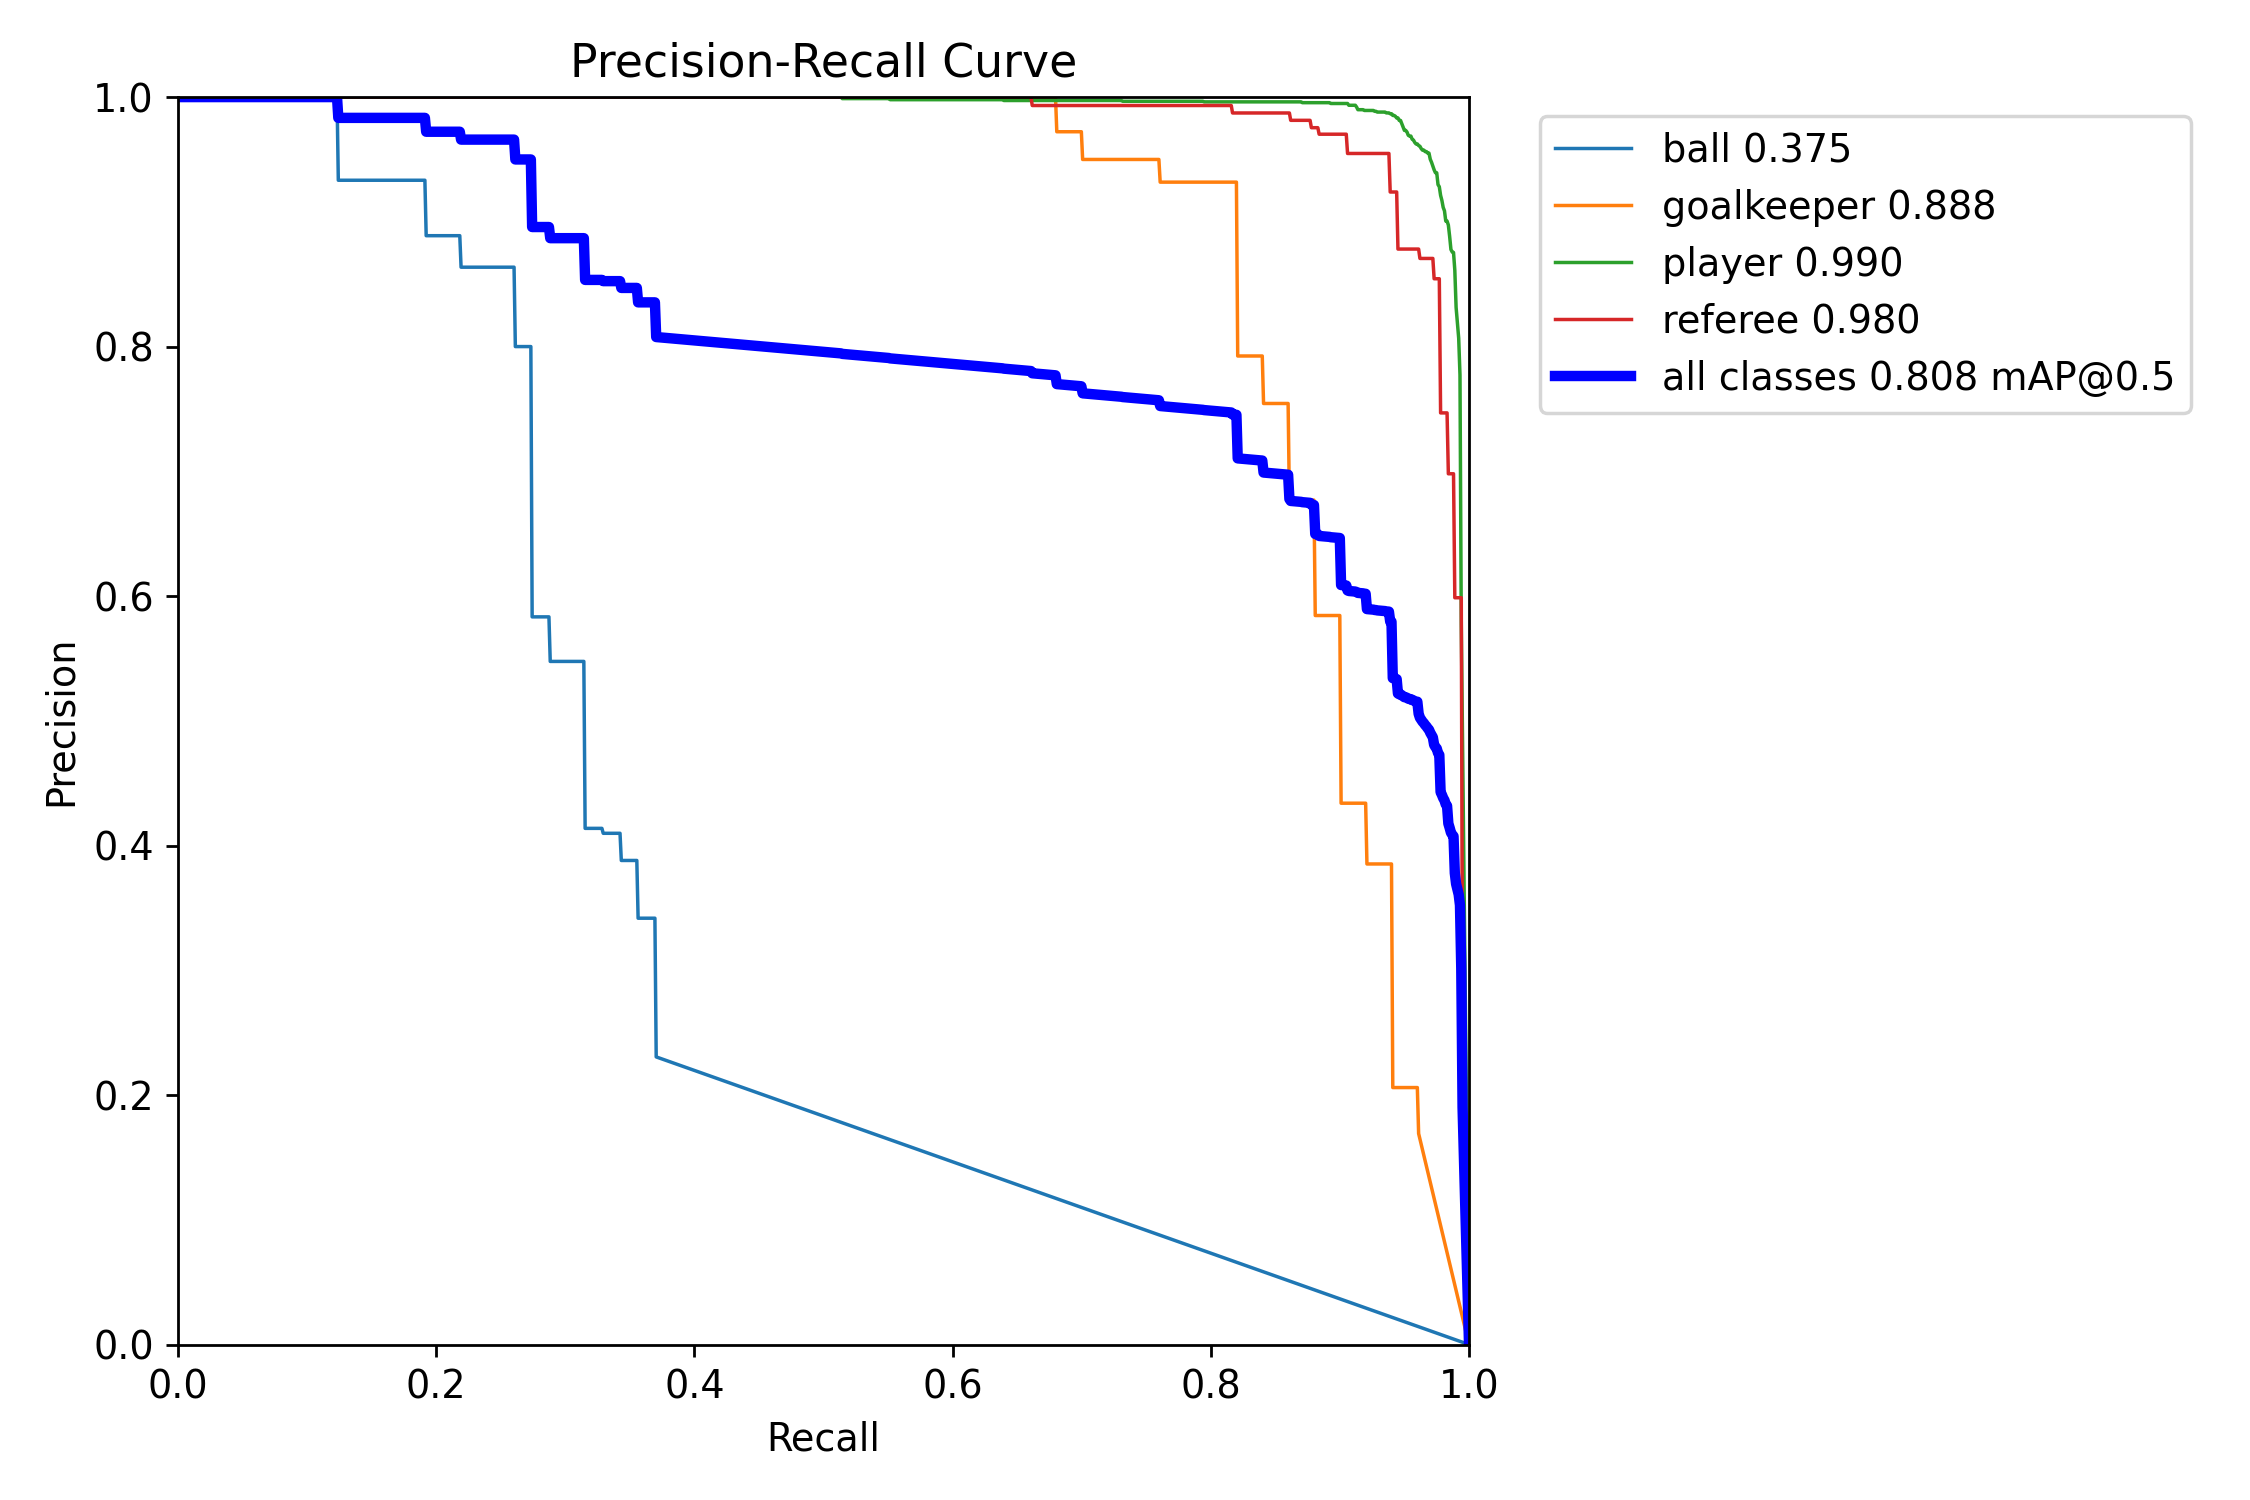 Precision-Recall Curve
1.0
0.8
0.6
0.4
0.2
0.0
Precision
0.0 0.2 0.4 0.6 0.8 1.0
Recall
ball 0.375
goalkeeper 0.888
player 0.990
referee 0.980
all classes 0.808 mAP@0.5